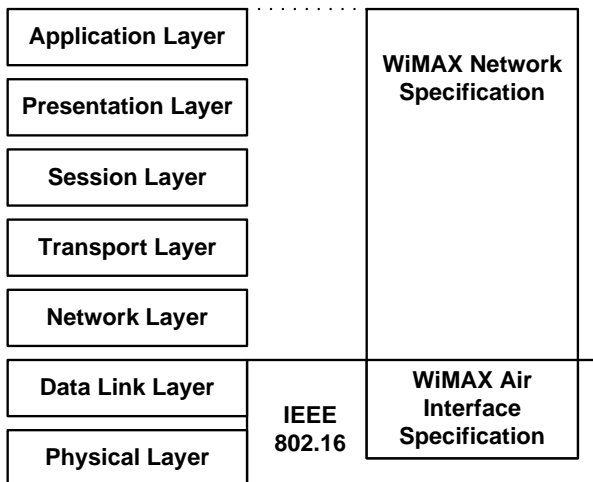 Application Layer
Presentation Layer
Session Layer
Transport Layer
Network Layer
Data Link Layer
Physical Layer
IEEE
802.16
WiMAX Network
Specification
WiMAX Air
Interface
Specification